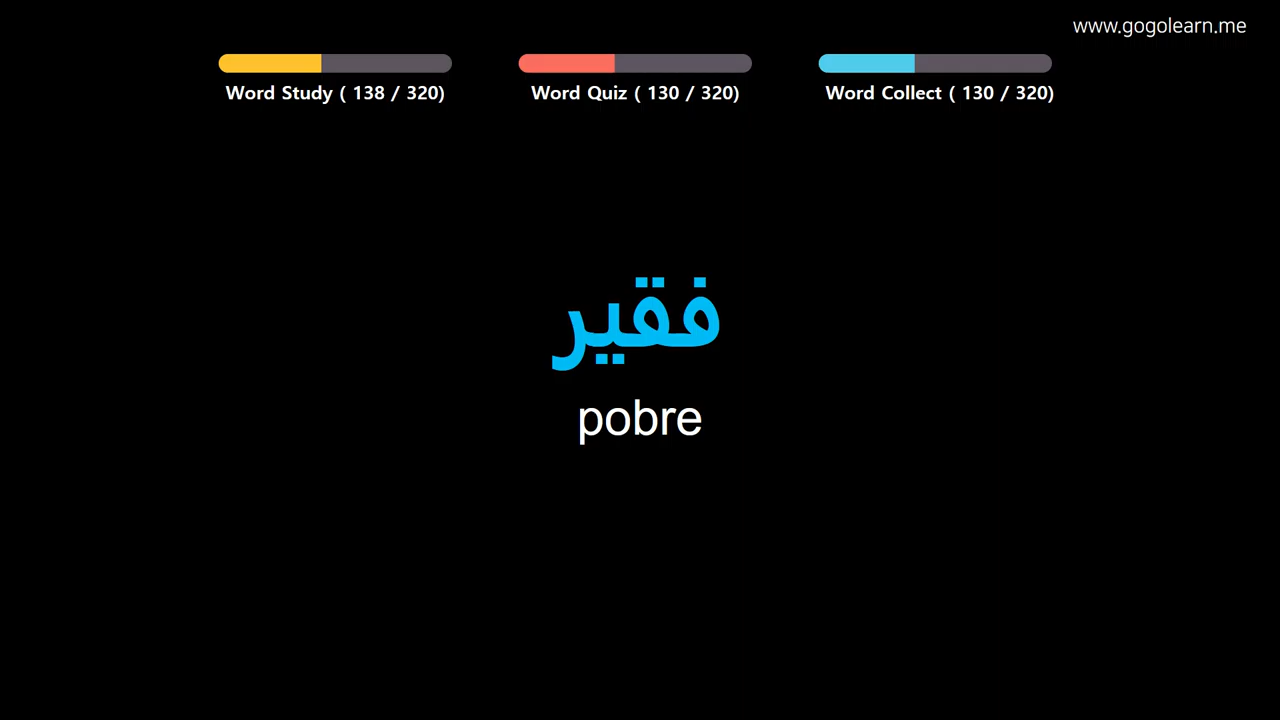 www.gogolearn.me
Word Study ( 138 / 320)
Word Quiz ( 130 / 320)
Word Collect ( 130 / 320)
فقير
pobre